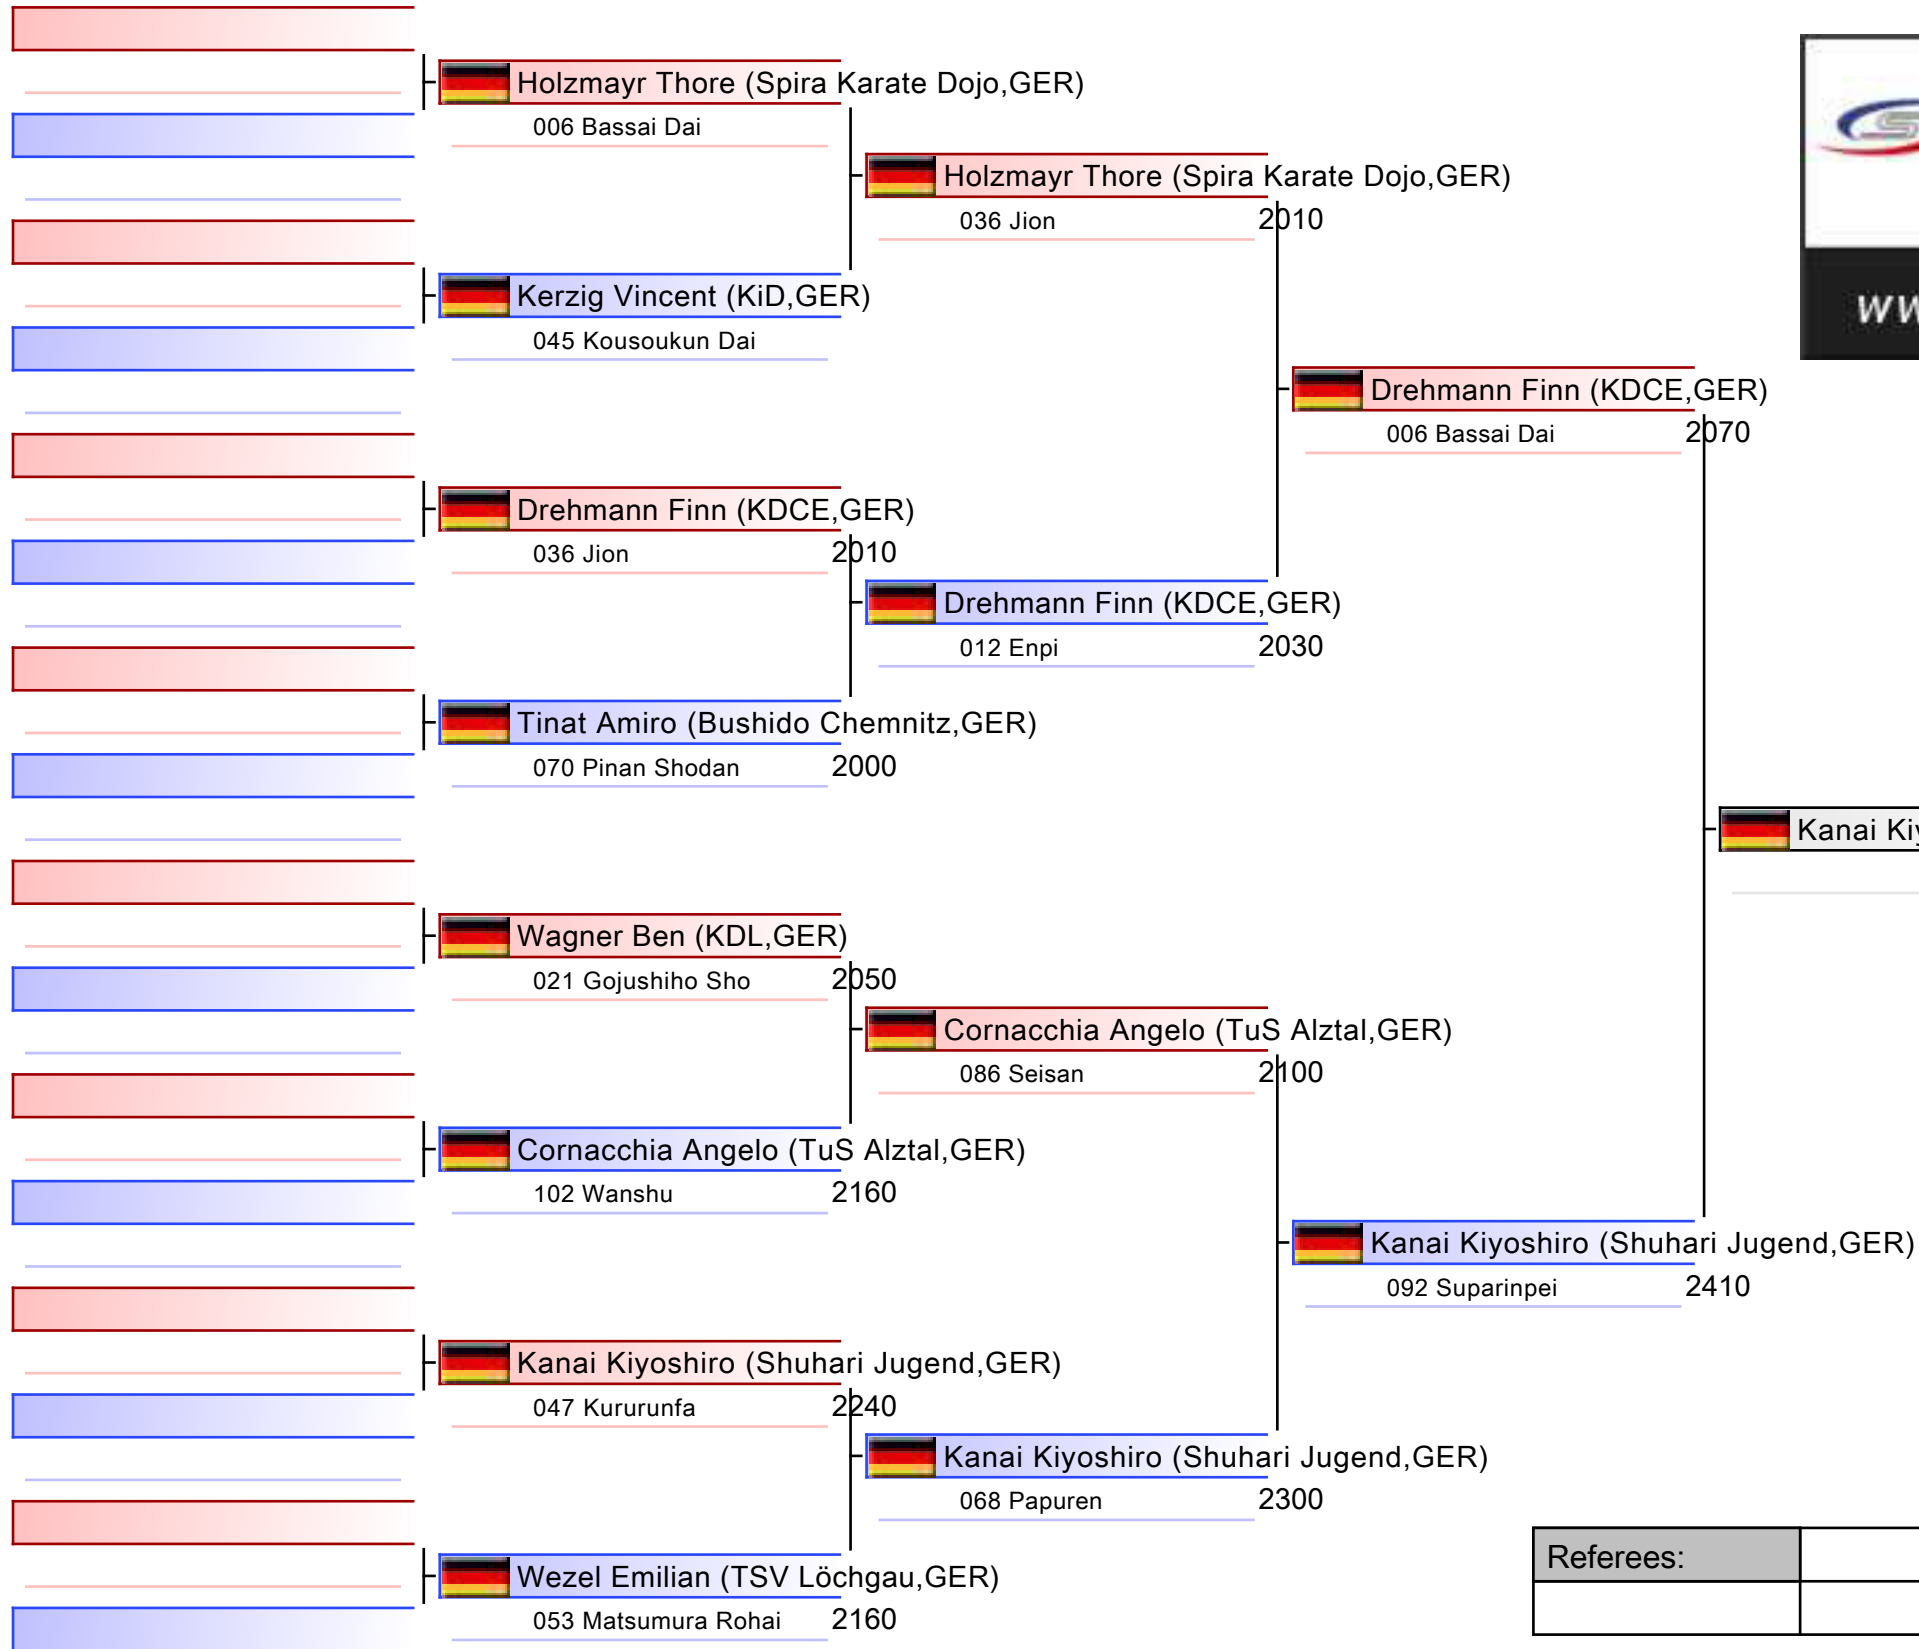 Holzmayr Thore (Spira Karate Dojo,GER)
006 Bassai Dai
Holzmayr Thore (Spira Karate Dojo,GER)
036 Jion 2010
Kerzig Vincent (KiD,GER)
045 Kousoukun Dai
Drehmann Finn (KDCE,GER)
006 Bassai Dai 2070
Drehmann Finn (KDCE,GER)
036 Jion 2010
Drehmann Finn (KDCE,GER)
012 Enpi 2030
Tinat Amiro (Bushido Chemnitz,GER)
070 Pinan Shodan 2000
Kanai
Wagner Ben (KDL,GER)
021 Gojushiho Sho 2050
Cornacchia Angelo (TuS Alztal,GER)
086 Seisan 2100
Cornacchia Angelo (TuS Alztal,GER)
102 Wanshu 2160
Kanai Kiyoshiro (Shuhari Jugend,GER)
092 Suparinpei 2410
Kanai Kiyoshiro (Shuhari Jugend,GER)
047 Kururunfa 2240
Kanai Kiyoshiro (Shuhari Jugend,GER)
068 Papuren 2300
Wezel Emilian (TSV Löchgau,GER)
053 Matsumura Rohai 2160
Referees: